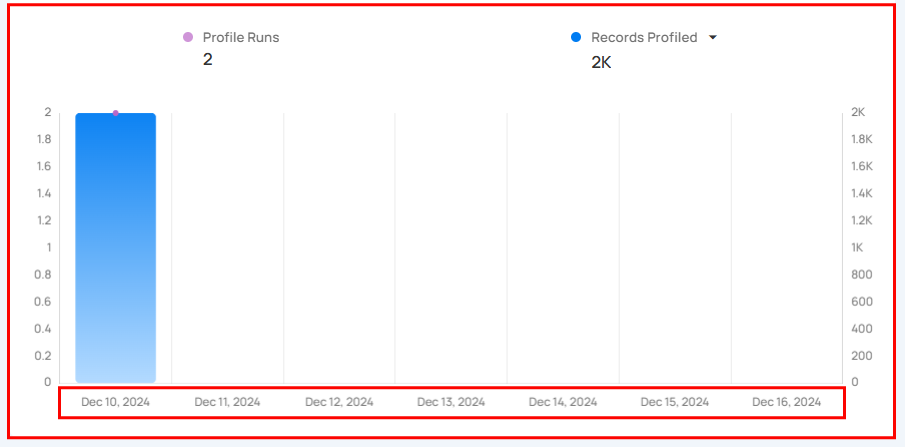 Profile Runs Records Profiled
2 2K
2 2K
1.8 1.8K
1.6 1.6K
1.4 1.4K
1.2 1.2K
1 1K
0.8 800
0.6 600
0.4 400
0.2 200
0 0
Dec 10, 2024 Dec 11, 2024 Dec 12, 2024 Dec 13, 2024 Dec 14, 2024 Dec 15, 2024 Dec 16, 2024